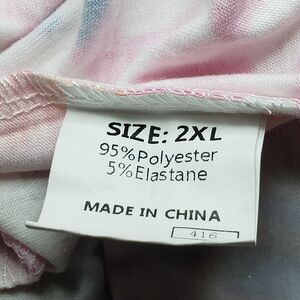 SIZE: 2XL
95%Polyester
5%Elastane
MADE IN CHINA
416